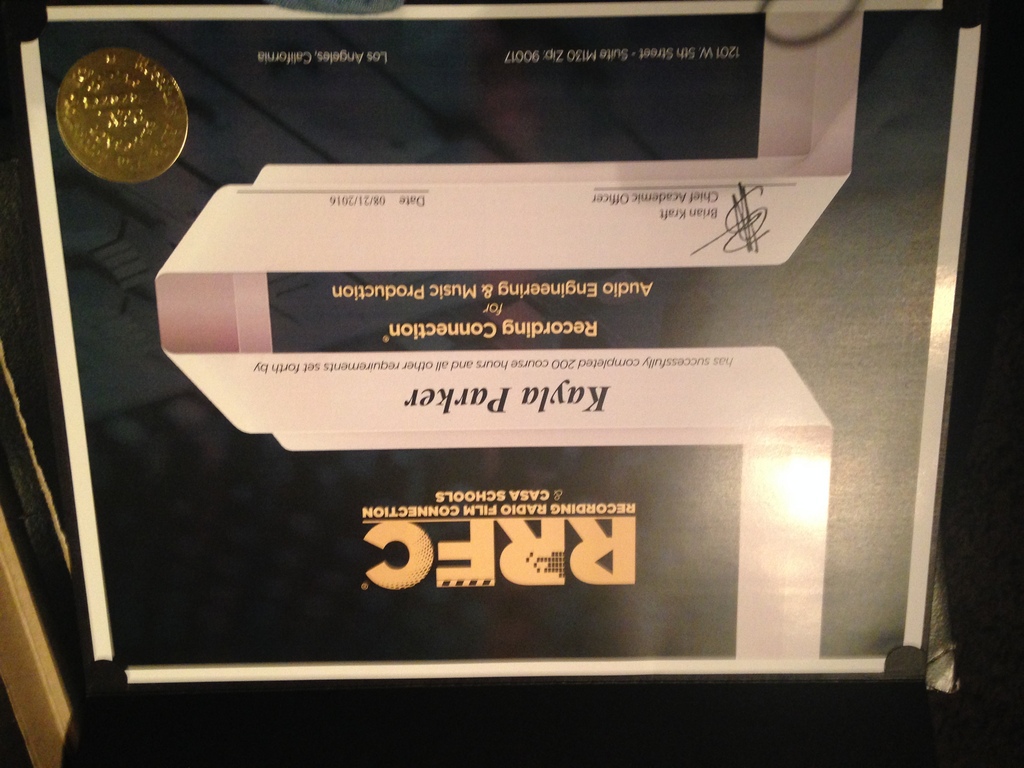 RRFC®
RECORDING RADIO FILM CONNECTION
& CASA SCHOOLS
Kayla Parker
has successfully completed 200 course hours and all other requirements set forth by
Recording Connection®
for
Audio Engineering & Music Production
Brian Kraft
Chief Academic Officer
Date 08/21/2016
1201 W. 5th Street - Suite M130 Zip: 90017
Los Angeles, California